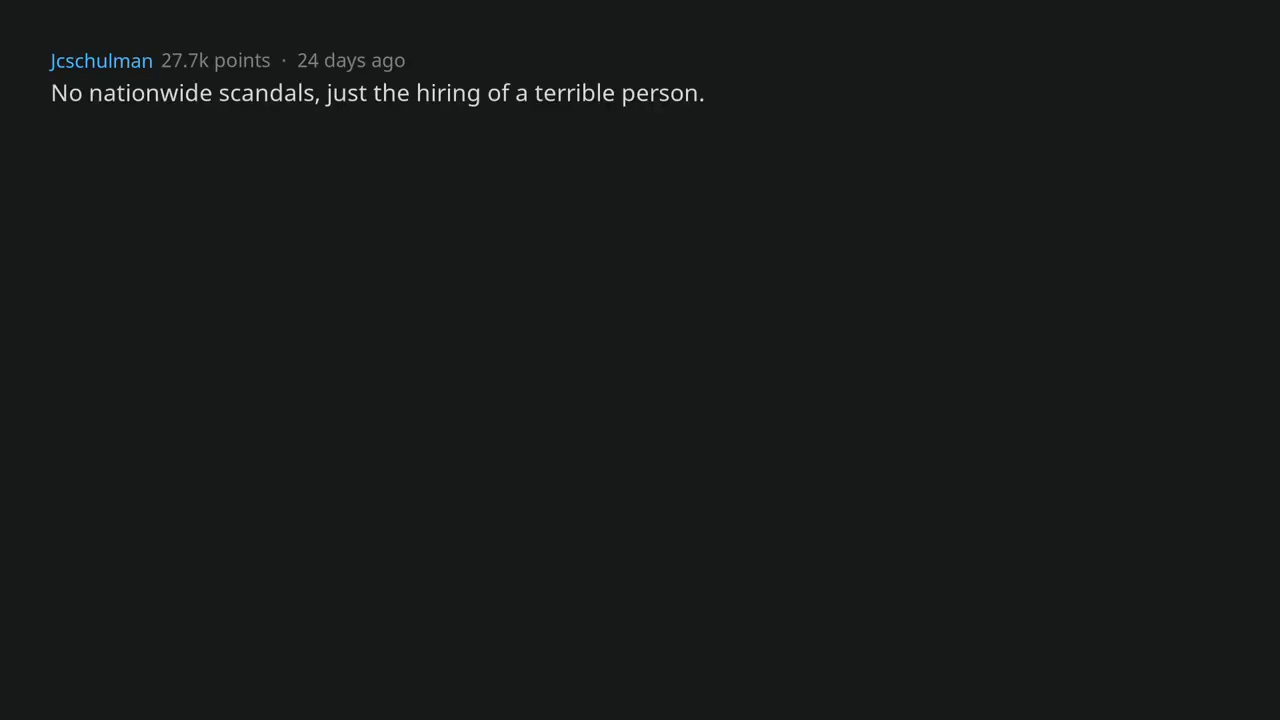 Jcschulman 27.7k points · 24 days ago
No nationwide scandals, just the hiring of a terrible person.